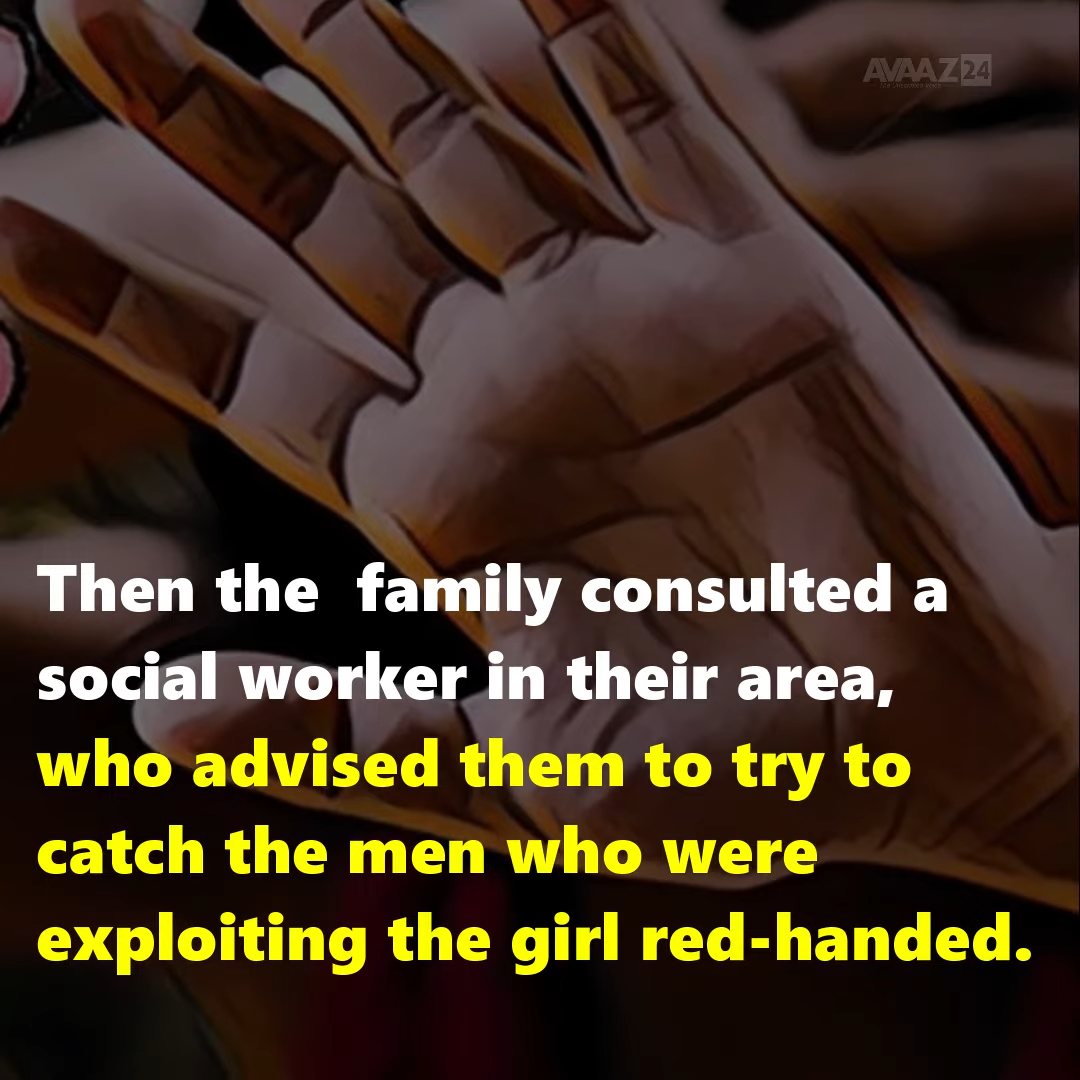 AVAAZ24
Then the  family consulted a
social worker in their area,
who advised them to try to
catch the men who were
exploiting the girl red-handed.